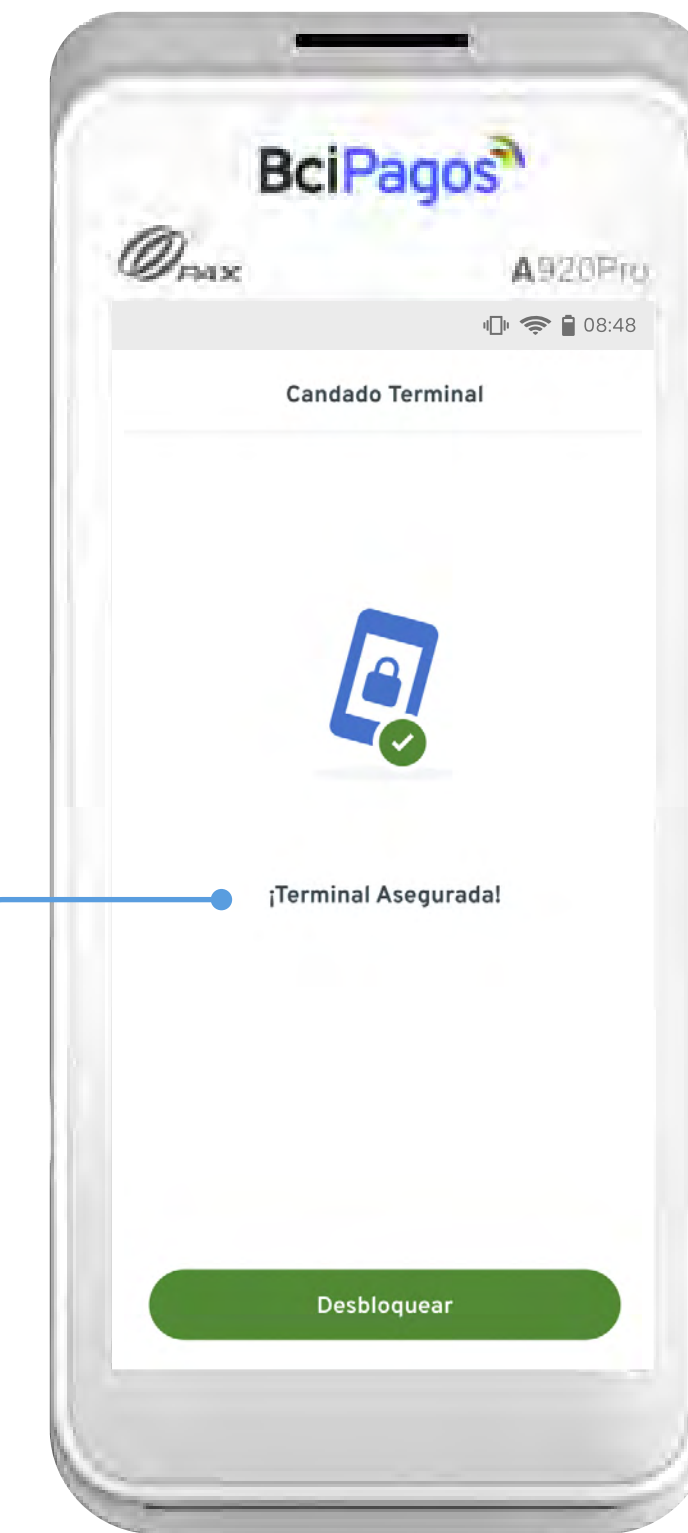 BciPagos
PAX
A920Pro
08:48
Candado Terminal
¡Terminal Asegurada!
Desbloquear